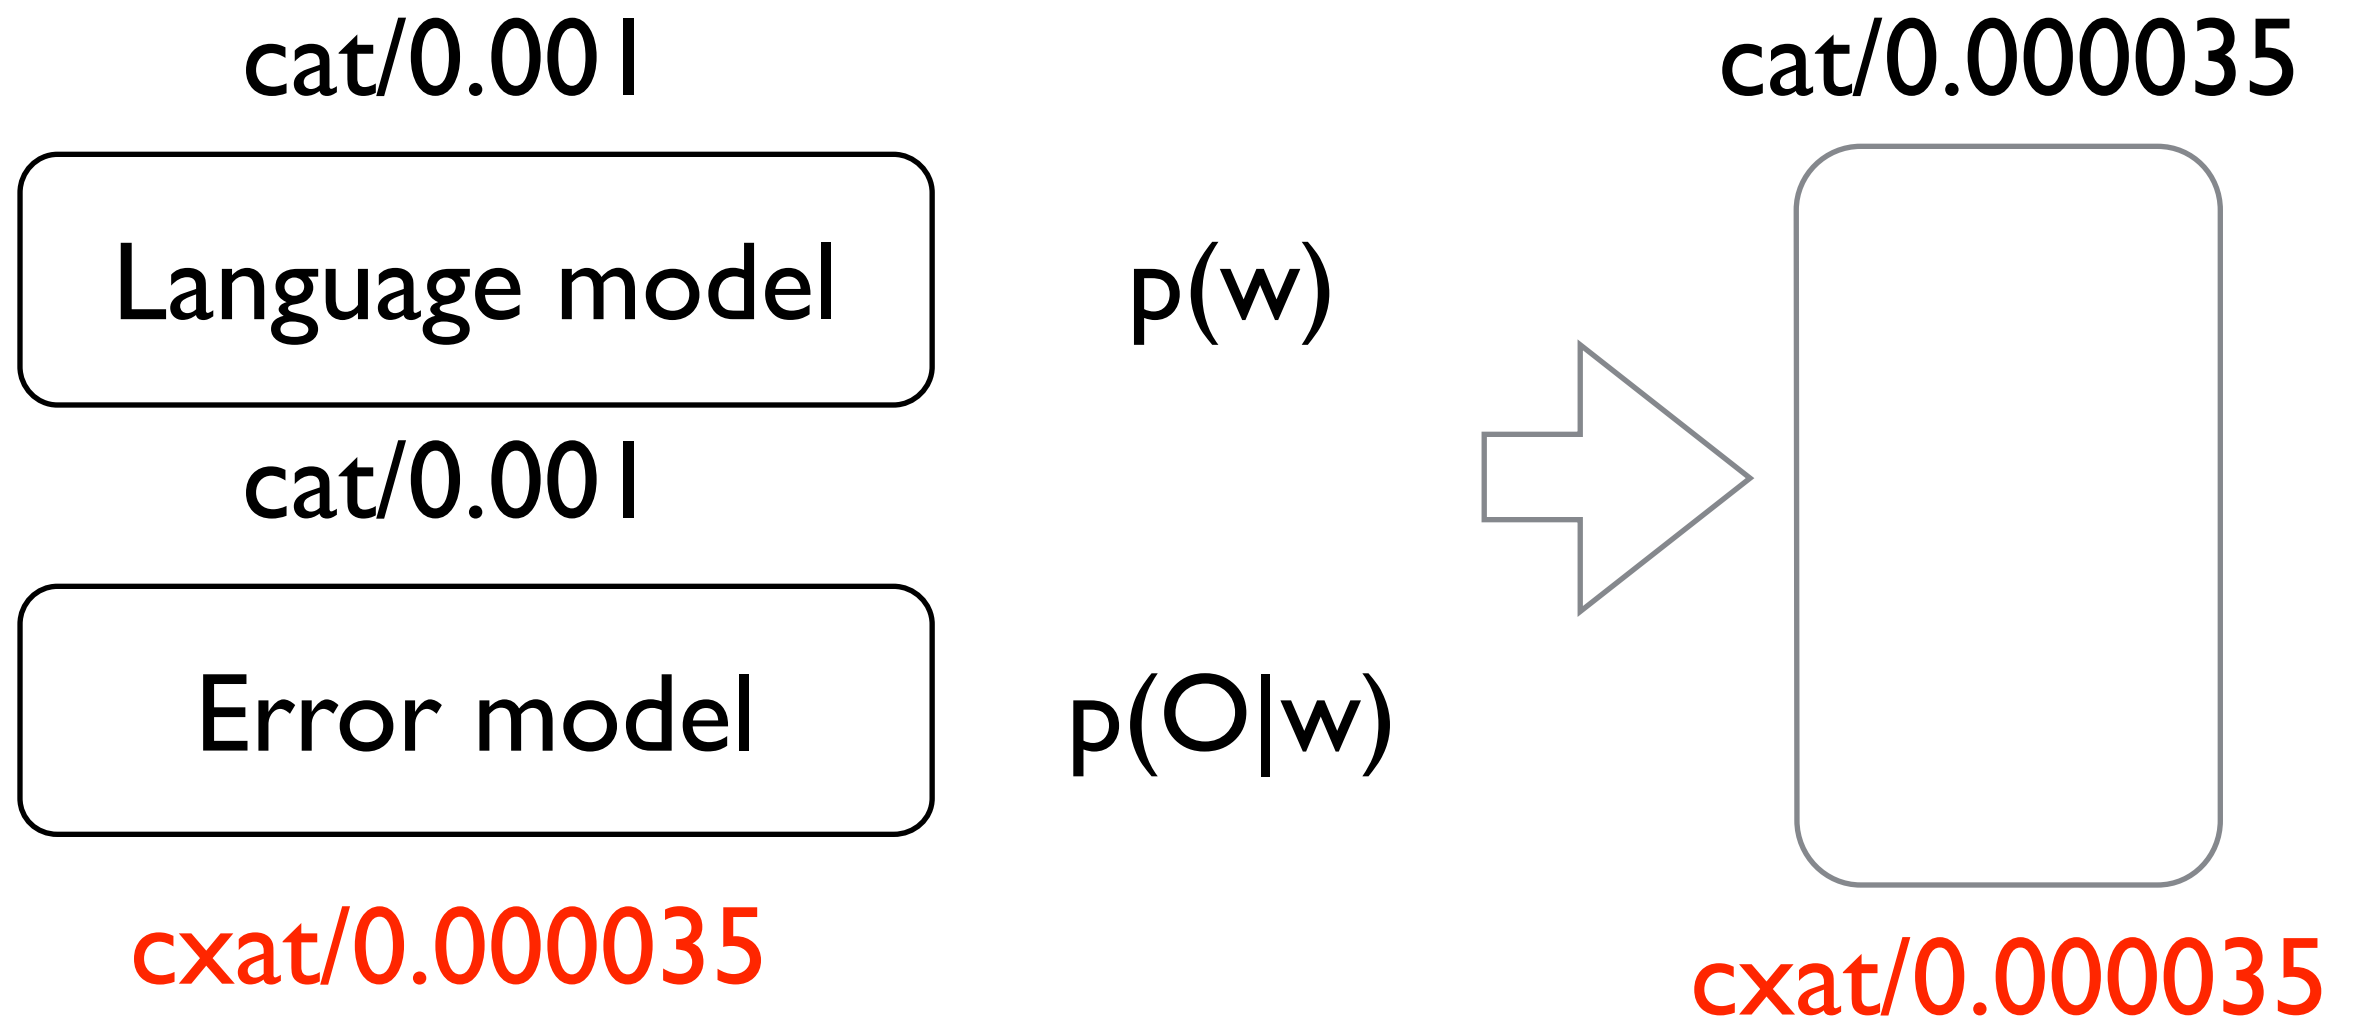 cat/0.001
Language model
p(w)
cat/0.001
Error model
p(O|w)
cxat/0.000035
cat/0.000035
cxat/0.000035